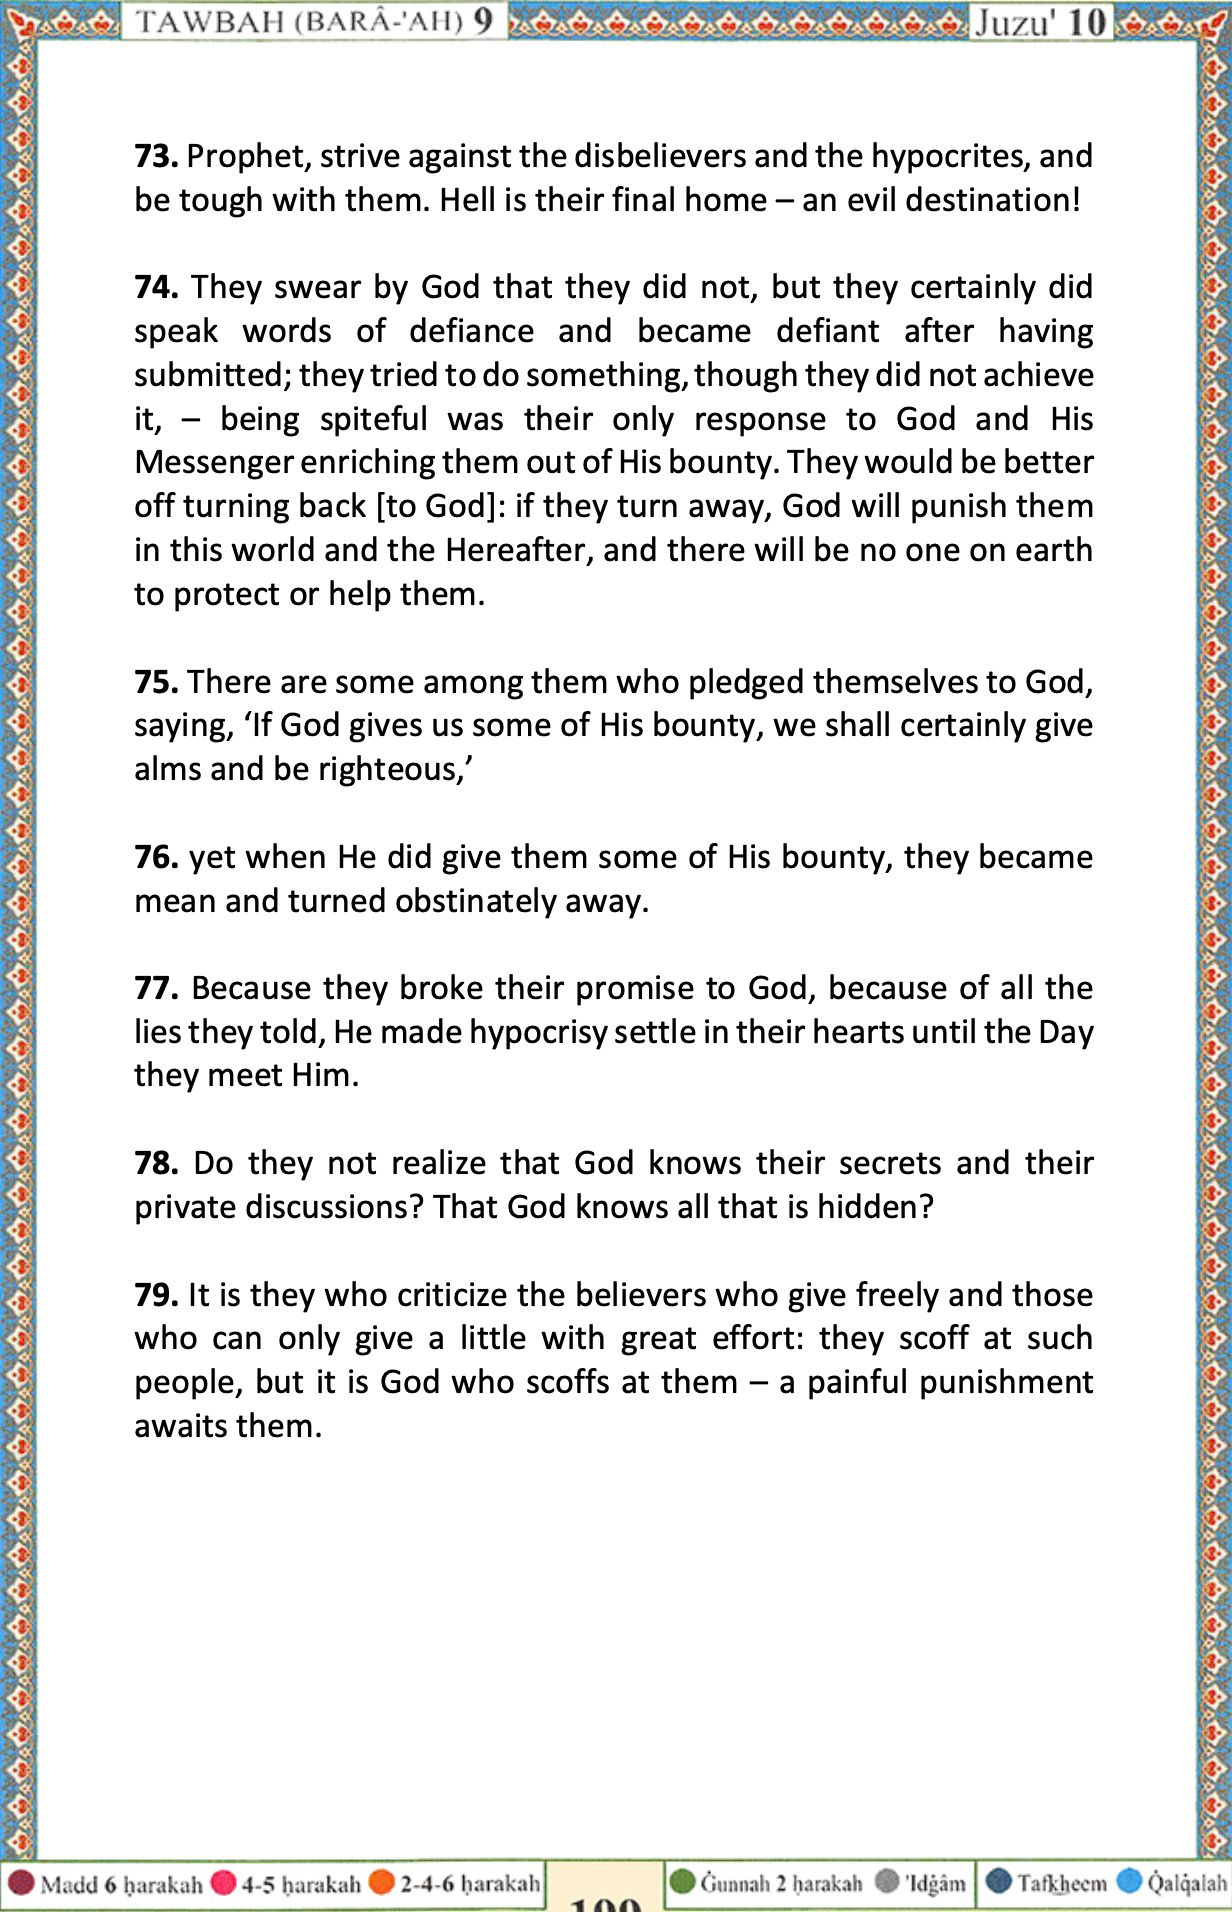 TAWBAH (BARÂ-'AH) 9
Juzu' 10
73. Prophet, strive against the disbelievers and the hypocrites, and
be tough with them. Hell is their final home – an evil destination!
74. They swear by God that they did not, but they certainly did
speak words of defiance and became defiant after having
submitted; they tried to do something, though they did not achieve
it, – being spiteful was their only response to God and His
Messenger enriching them out of His bounty. They would be better
off turning back [to God]: if they turn away, God will punish them
in this world and the Hereafter, and there will be no one on earth
to protect or help them.
75. There are some among them who pledged themselves to God,
saying, ‘If God gives us some of His bounty, we shall certainly give
alms and be righteous,’
76. yet when He did give them some of His bounty, they became
mean and turned obstinately away.
77. Because they broke their promise to God, because of all the
lies they told, He made hypocrisy settle in their hearts until the Day
they meet Him.
78. Do they not realize that God knows their secrets and their
private discussions? That God knows all that is hidden?
79. It is they who criticize the believers who give freely and those
who can only give a little with great effort: they scoff at such
people, but it is God who scoffs at them – a painful punishment
awaits them.
Madd 6 ḥarakah 4-5 ḥarakah 2-4-6 ḥarakah
Ġunnah 2 ḥarakah 'Idġâm Tafkheem Q̇alq̇alah